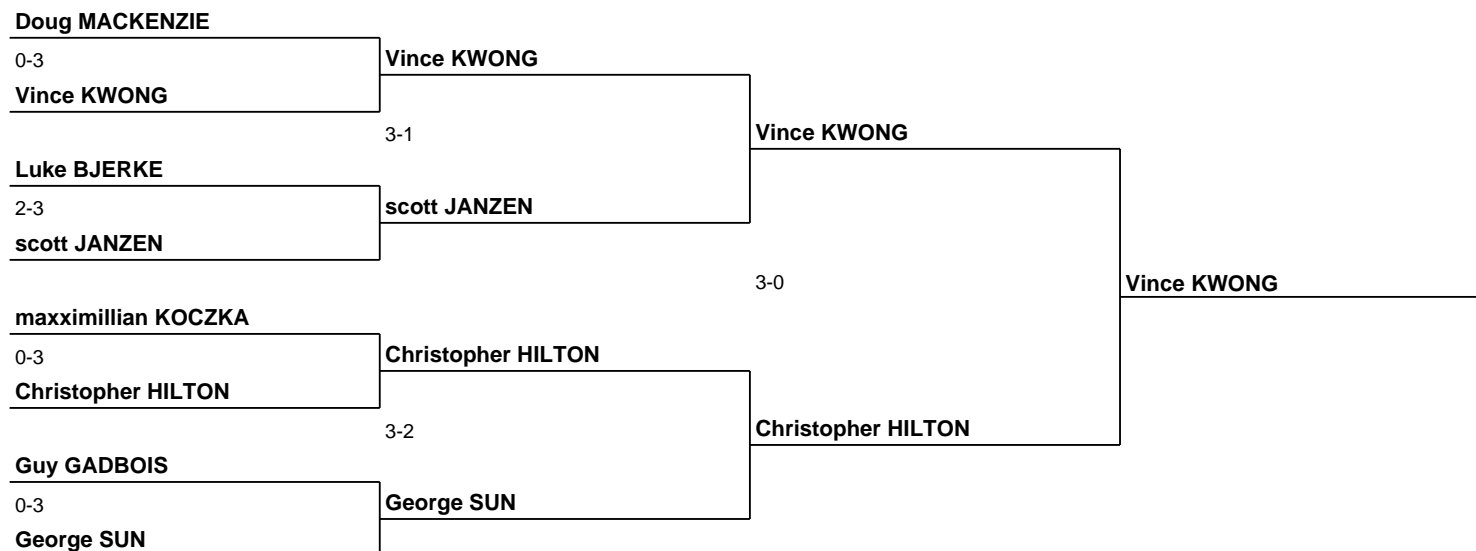 Doug MACKENZIE
0-3
Vince KWONG
Vince KWONG
3-1
Vince KWONG
Luke BJERKE
2-3
scott JANZEN
scott JANZEN
3-0
Vince KWONG
maxximillian KOCZKA
0-3
Christopher HILTON
Christopher HILTON
3-2
Christopher HILTON
Guy GADBOIS
0-3
George SUN
George SUN